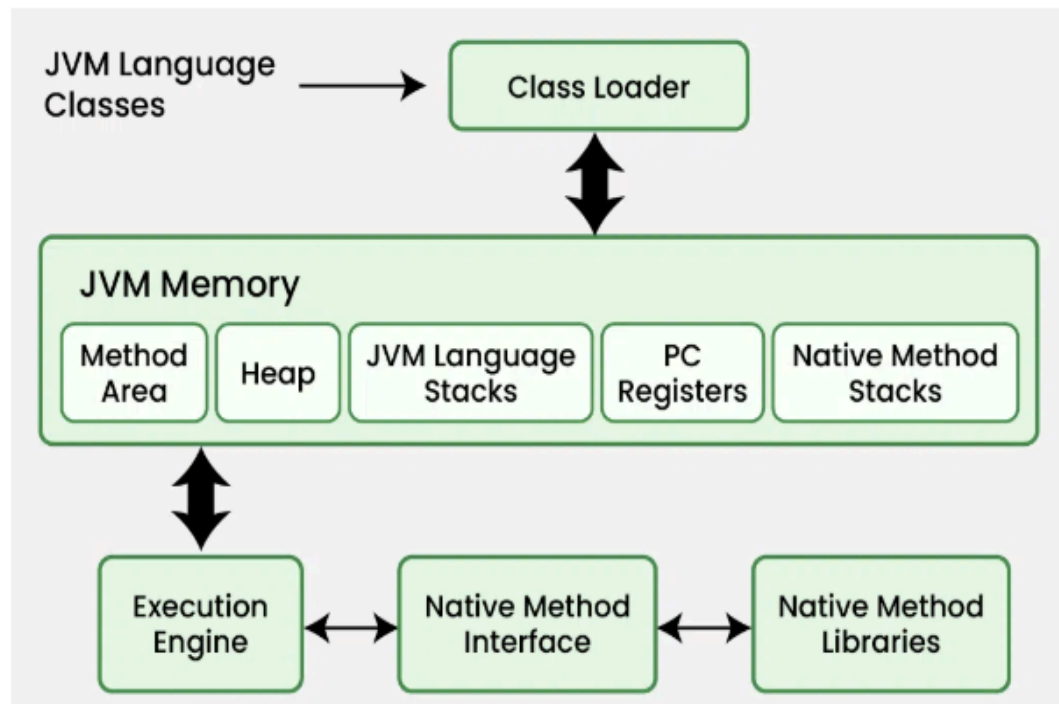 JVM Language
Classes
Class Loader
JVM Memory
Method
Area
Heap
JVM Language
Stacks
PC
Registers
Native Method
Stacks
Execution
Engine
Native Method
Interface
Native Method
Libraries